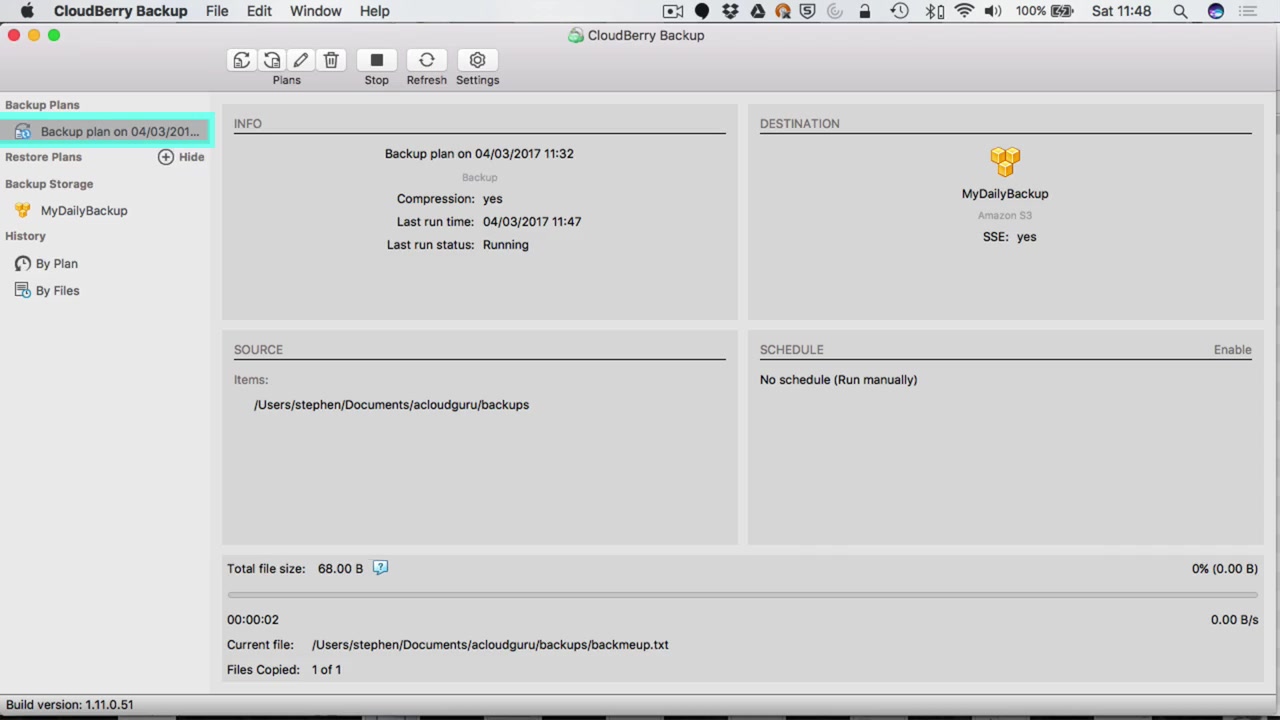 CloudBerry Backup File Edit Window Help 5 100% Sat 11:48
CloudBerry Backup
Plans Stop Refresh Settings
Backup Plans
Backup plan on 04/03/201...
Restore Plans Hide
Backup Storage
MyDailyBackup
History
By Plan
By Files
INFO
Backup plan on 04/03/2017 11:32
Backup
Compression: yes
Last run time: 04/03/2017 11:47
Last run status: Running
DESTINATION
MyDailyBackup
Amazon S3
SSE: yes
SOURCE
Items:
/Users/stephen/Documents/acloudguru/backups
SCHEDULE Enable
No schedule (Run manually)
Total file size: 68.00 B ? 0% (0.00 B)
00:00:02 0.00 B/s
Current file: /Users/stephen/Documents/acloudguru/backups/backmeup.txt
Files Copied: 1 of 1
Build version: 1.11.0.51